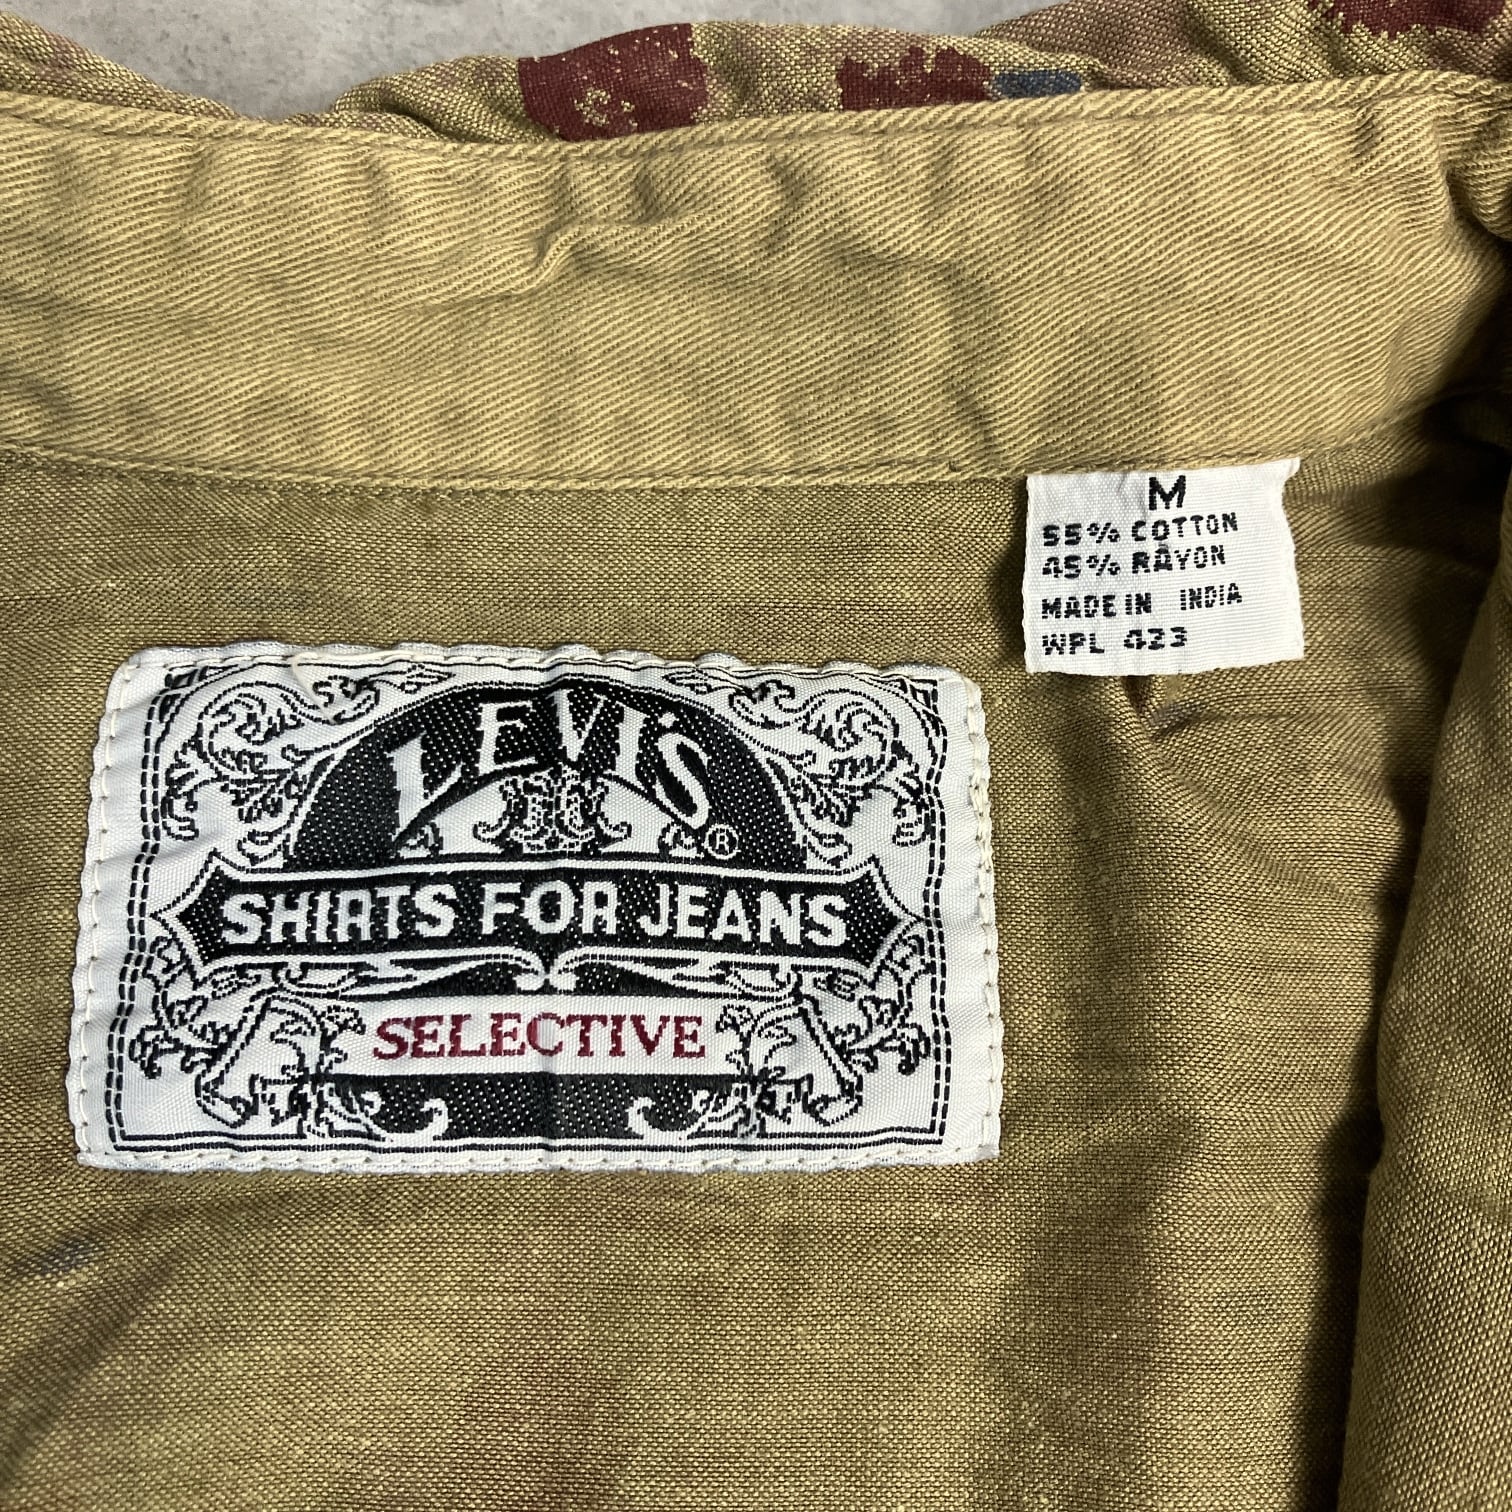 M
55% COTTON
45% RAYON
MADE IN INDIA
WPL 423
LEVI'S®
SHIRTS FOR JEANS
SELECTIVE